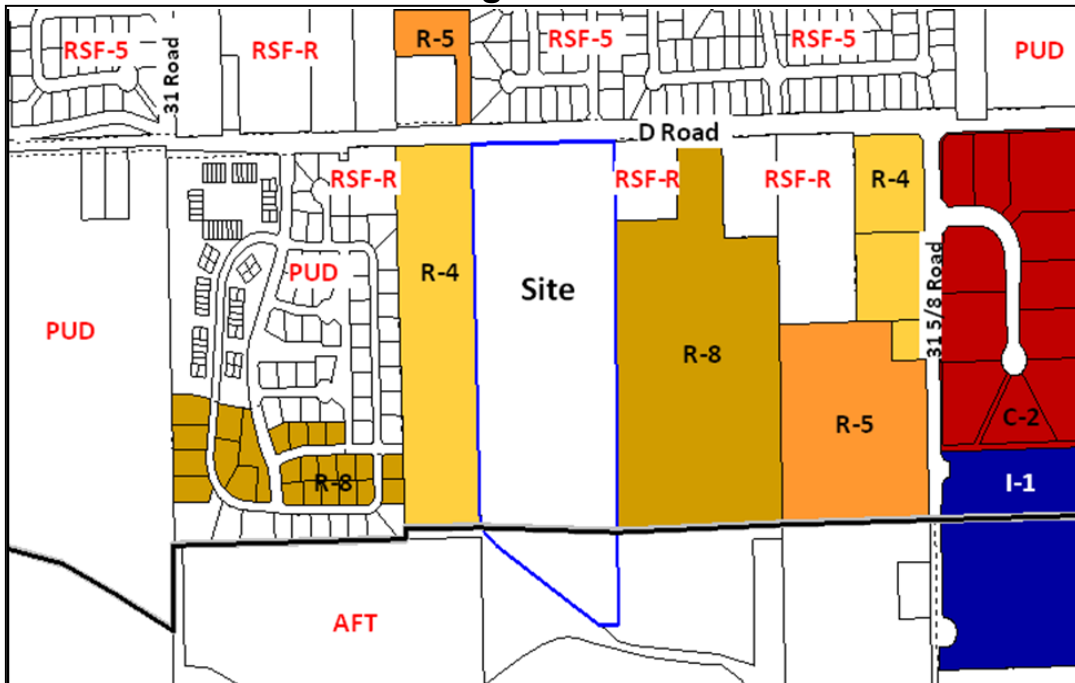 R-5
RSF-5
RSF-R
RSF-5
RSF-5
PUD
31 Road
D Road
RSF-R
RSF-R
RSF-R
R-4
R-4
PUD
Site
PUD
31 5/8 Road
R-8
R-5
C-2
R-8
I-1
AFT